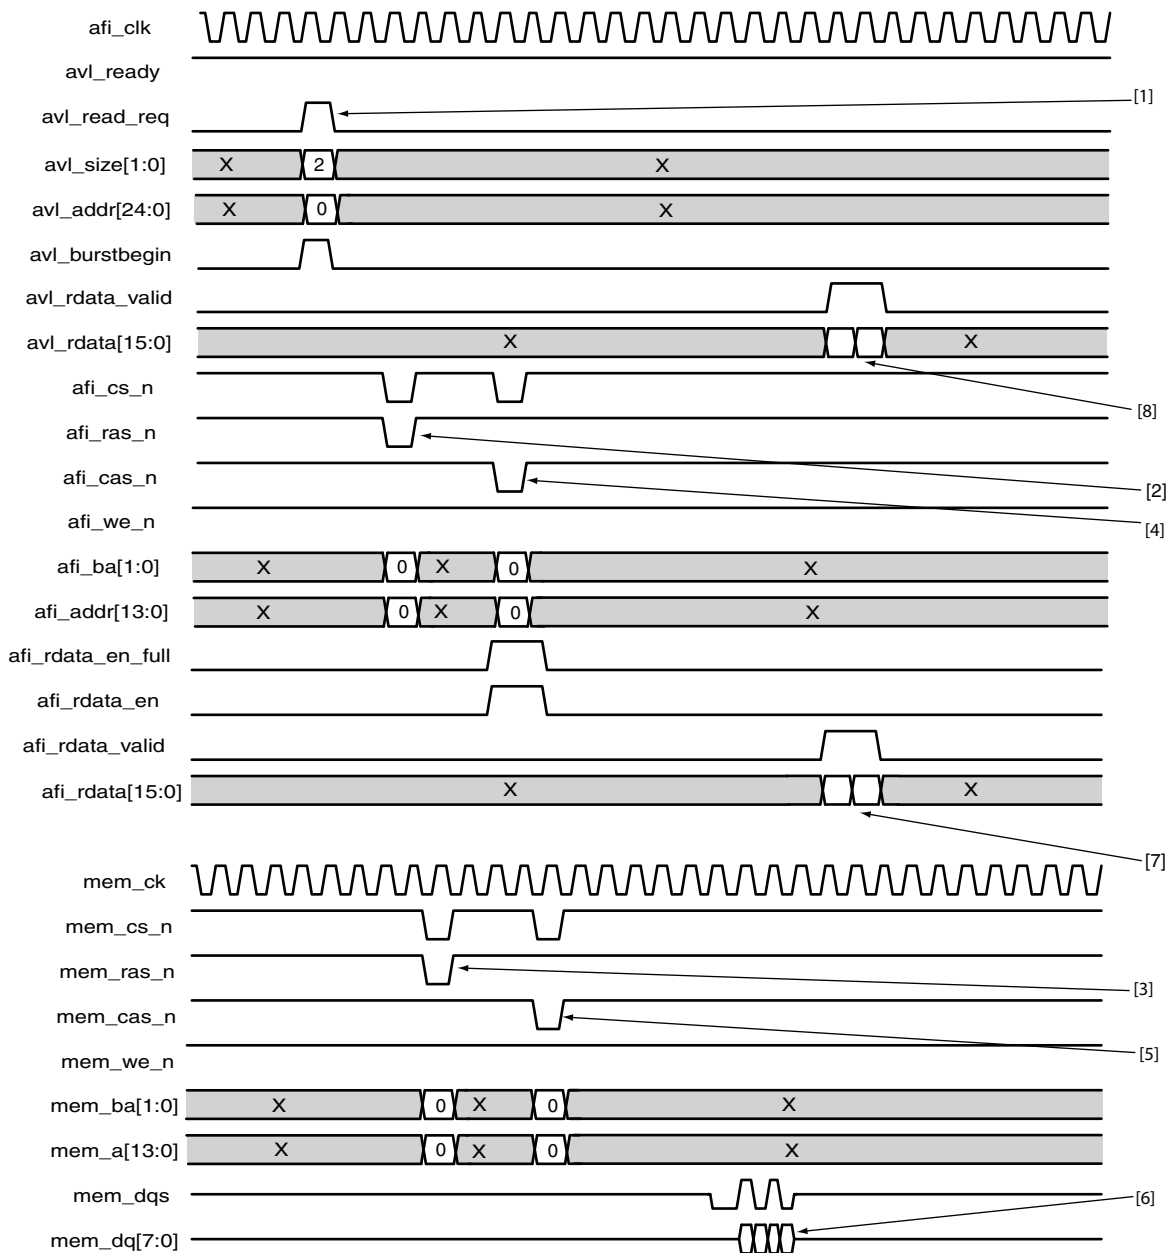 afi_clk
avl_ready
avl_read_req [1]
avl_size[1:0] X 2 X
avl_addr[24:0] X 0 X
avl_burstbegin
avl_rdata_valid
avl_rdata[15:0] X X
afi_cs_n [8]
afi_ras_n
afi_cas_n [2]
afi_we_n [4]
afi_ba[1:0] X 0 X 0 X
afi_addr[13:0] X 0 X 0 X
afi_rdata_en_full
afi_rdata_en
afi_rdata_valid
afi_rdata[15:0] X X
[7]
mem_ck
mem_cs_n
mem_ras_n [3]
mem_cas_n
mem_we_n [5]
mem_ba[1:0] X 0 X 0 X
mem_a[13:0] X 0 X 0 X
mem_dqs [6]
mem_dq[7:0]